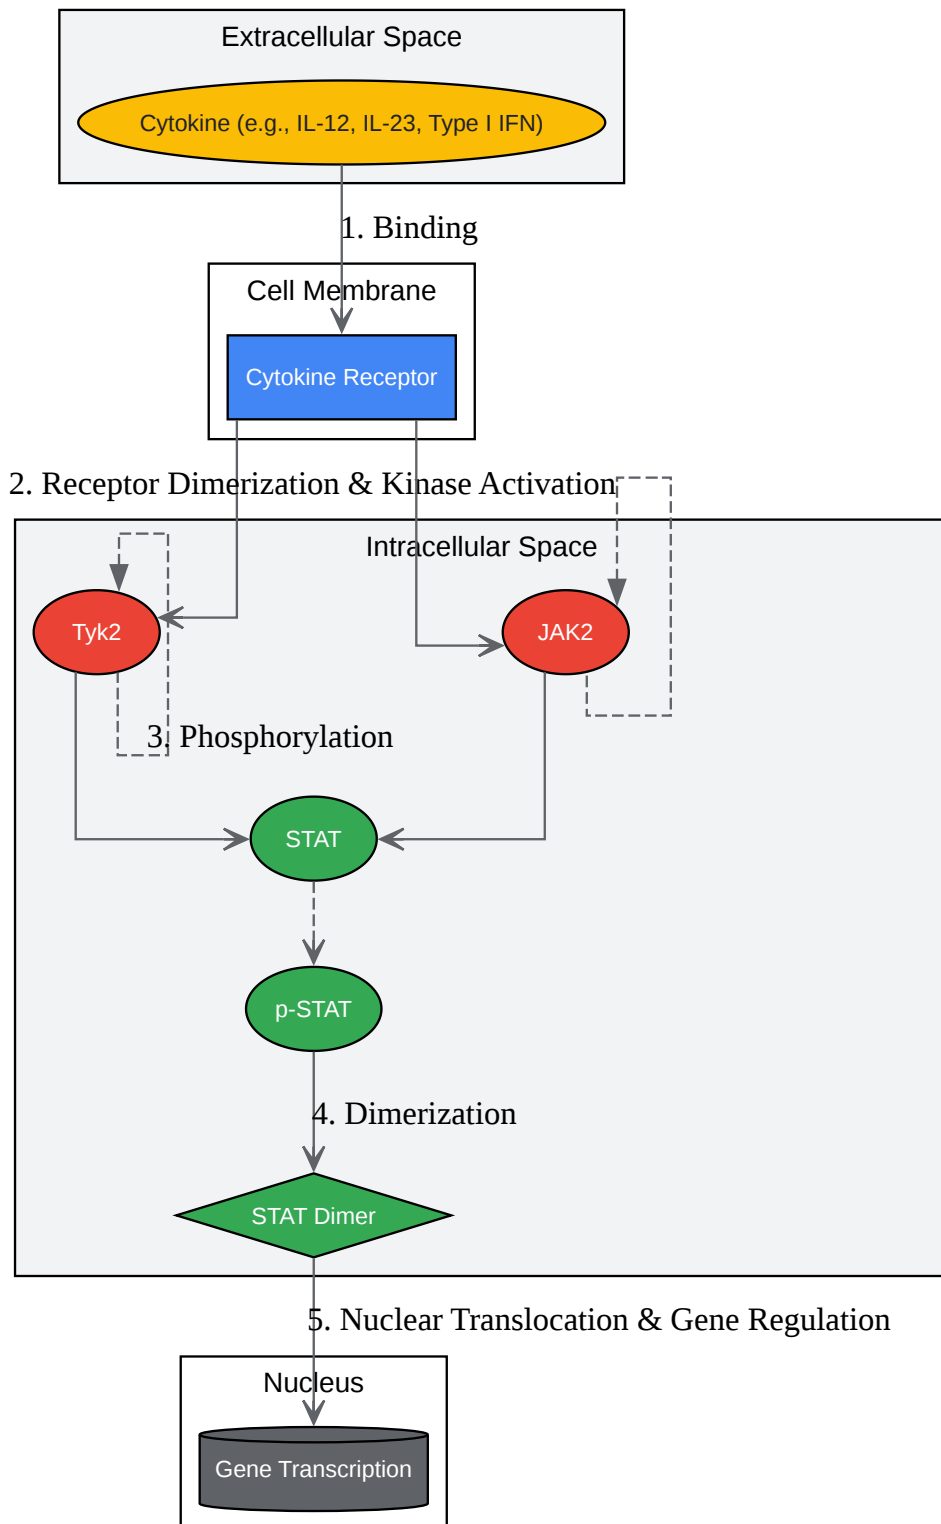 Extracellular Space
Cytokine (e.g., IL-12, IL-23, Type I IFN)
1. Binding
Cell Membrane
Cytokine Receptor
2. Receptor Dimerization & Kinase Activation
Intracellular Space
Tyk2
JAK2
3. Phosphorylation
STAT
p-STAT
4. Dimerization
STAT Dimer
5. Nuclear Translocation & Gene Regulation
Nucleus
Gene Transcription